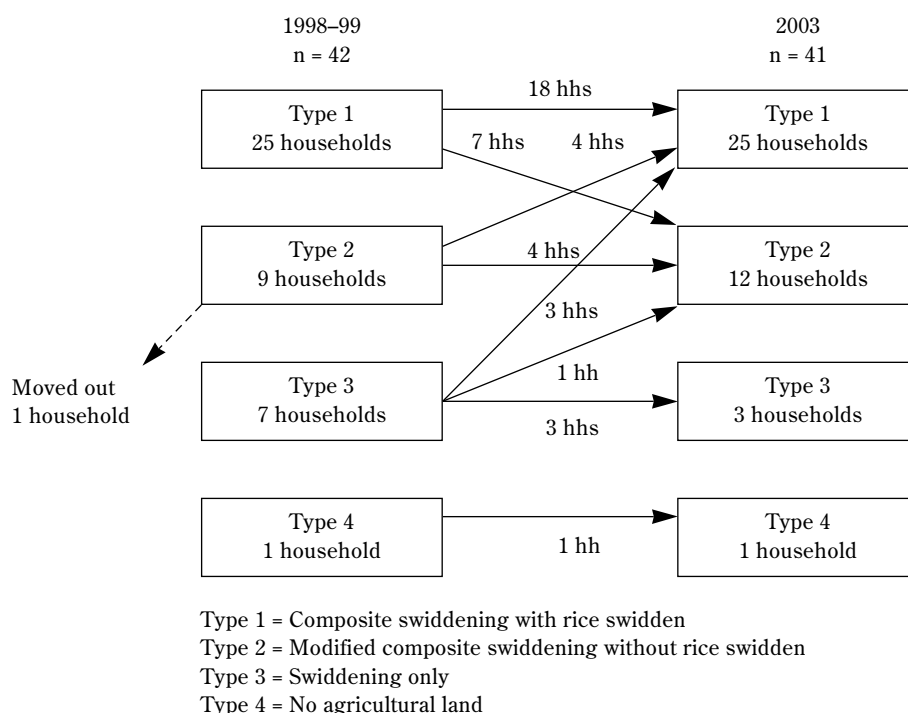 1998–99
n = 42
2003
n = 41
Type 1
25 households
18 hhs
7 hhs
4 hhs
Type 1
25 households
Type 2
9 households
4 hhs
Type 2
12 households
3 hhs
Moved out
1 household
Type 3
7 households
1 hh
3 hhs
Type 3
3 households
Type 4
1 household
1 hh
Type 4
1 household
Type 1 = Composite swiddening with rice swidden
Type 2 = Modified composite swiddening without rice swidden
Type 3 = Swiddening only
Type 4 = No agricultural land